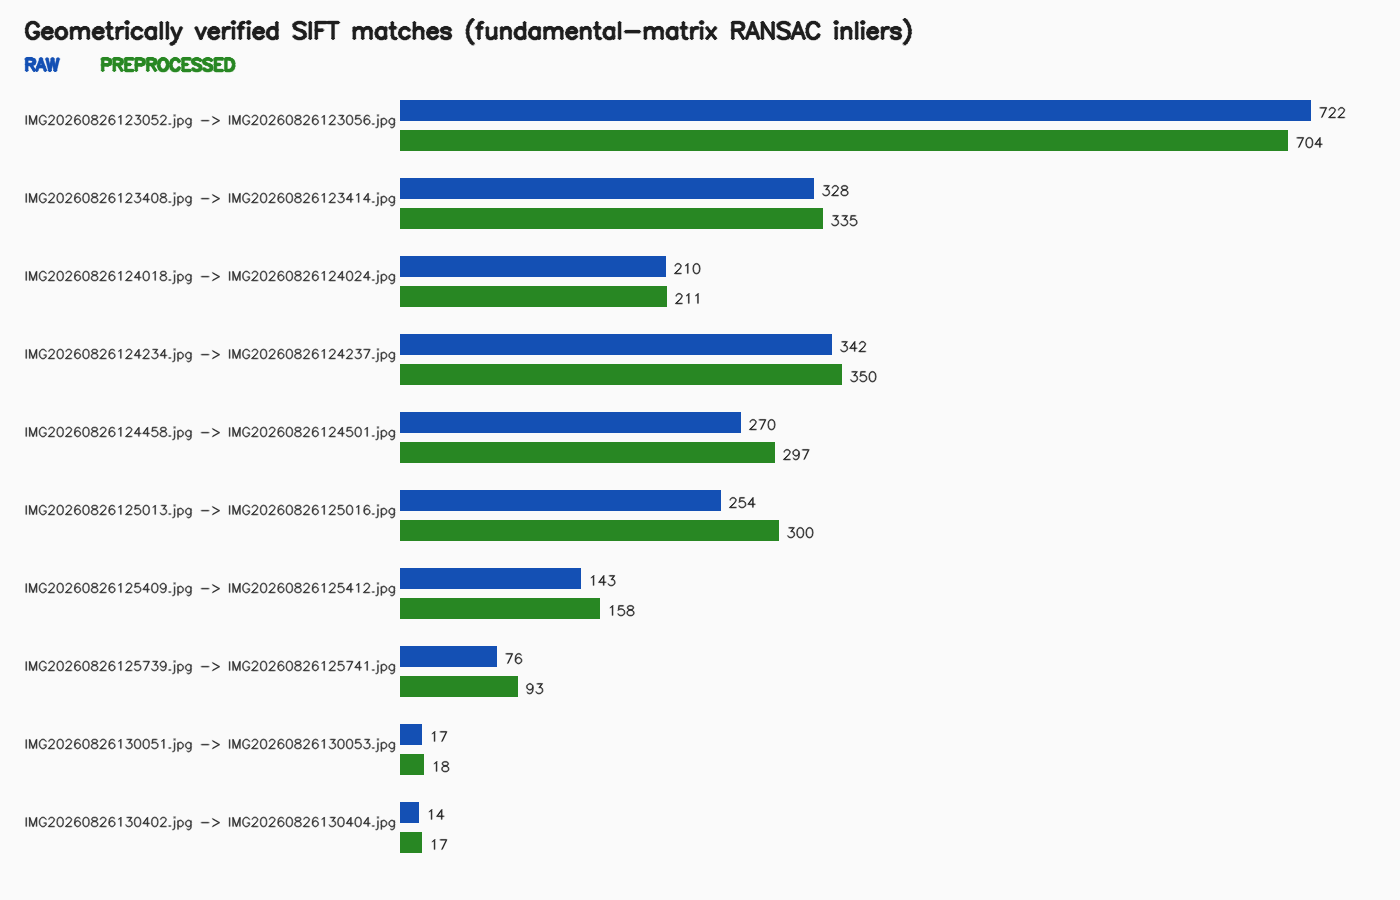 Geometrically verified SIFT matches (fundamental-matrix RANSAC inliers)
RAW PREPROCESSED
IMG20260826123052.jpg -> IMG20260826123056.jpg 722
704
IMG20260826123408.jpg -> IMG20260826123414.jpg 328
335
IMG20260826124018.jpg -> IMG20260826124024.jpg 210
211
IMG20260826124234.jpg -> IMG20260826124237.jpg 342
350
IMG20260826124458.jpg -> IMG20260826124501.jpg 270
297
IMG20260826125013.jpg -> IMG20260826125016.jpg 254
300
IMG20260826125409.jpg -> IMG20260826125412.jpg 143
158
IMG20260826125739.jpg -> IMG20260826125741.jpg 76
93
IMG20260826130051.jpg -> IMG20260826130053.jpg 17
18
IMG20260826130402.jpg -> IMG20260826130404.jpg 14
17